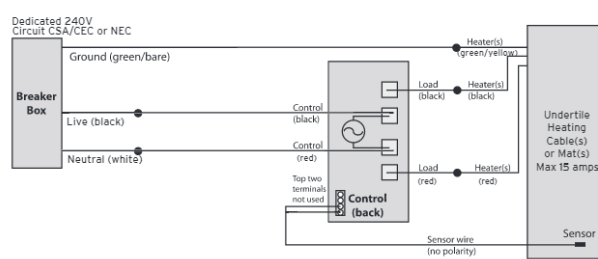 Dedicated 240V
Circuit CSA/CEC or NEC
Ground (green/bare)
Heater(s)
(green/yellow)
Breaker
Box
Live (black)
Neutral (white)
Control
(black)
Control
(red)
Load
(black)
Heater(s)
(black)
Load
(red)
Heater(s)
(red)
Undertile
Heating
Cable(s)
or Mat(s)
Max 15 amps
Top two
terminals
not used
Control
(back)
Sensor wire
(no polarity)
Sensor